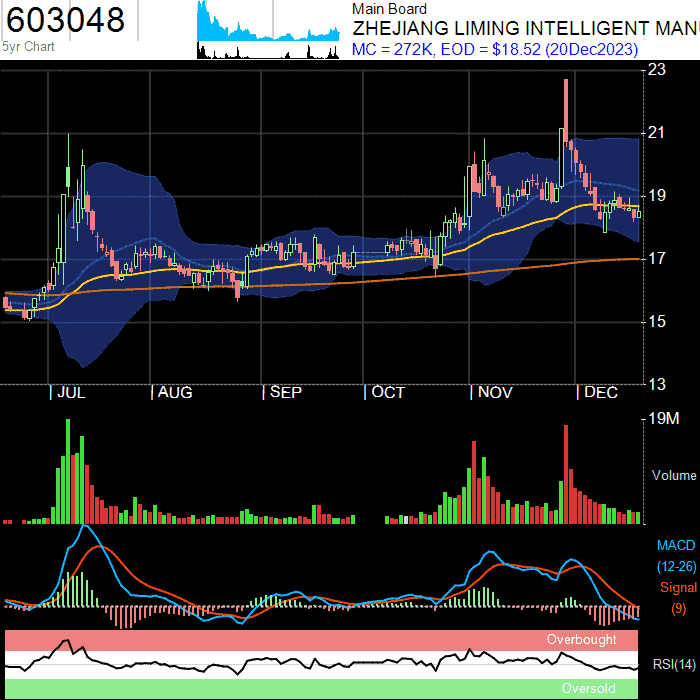 603048
5yr Chart
Main Board
ZHEJIANG LIMING INTELLIGENT MANU
MC = 272K, EOD = $18.52 (20Dec2023)
23
21
19
17
15
13
| JUL | AUG | SEP | OCT | NOV | DEC
19M
Volume
MACD
(12-26)
Signal
(9)
Overbought
RSI(14)
Oversold